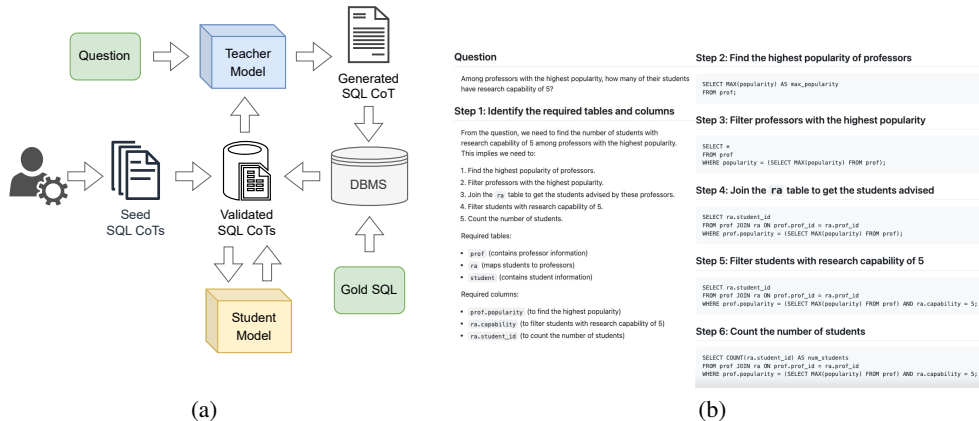 Question
Teacher
Model
Generated
SQL CoT
Seed
SQL CoTs
Validated
SQL CoTs
DBMS
Student
Model
Gold SQL
(a)
Question
Among professors with the highest popularity, how many of their students
have research capability of 5?
Step 1: Identify the required tables and columns
From the question, we need to find the number of students with
research capability of 5 among professors with the highest popularity.
This implies we need to:
1. Find the highest popularity of professors.
2. Filter professors with the highest popularity.
3. Join the ra table to get the students advised by these professors.
4. Filter students with research capability of 5.
5. Count the number of students.
Required tables:
• prof (contains professor information)
• ra (maps students to professors)
• student (contains student information)
Required columns:
• prof.popularity (to find the highest popularity)
• ra.capability (to filter students with research capability of 5)
• ra.student_id (to count the number of students)
Step 2: Find the highest popularity of professors
SELECT MAX(popularity) AS max_popularity
FROM prof;
Step 3: Filter professors with the highest popularity
SELECT *
FROM prof
WHERE popularity = (SELECT MAX(popularity) FROM prof);
Step 4: Join the ra table to get the students advised
SELECT ra.student_id
FROM prof JOIN ra ON prof.prof_id = ra.prof_id
WHERE prof.popularity = (SELECT MAX(popularity) FROM prof);
Step 5: Filter students with research capability of 5
SELECT ra.student_id
FROM prof JOIN ra ON prof.prof_id = ra.prof_id
WHERE prof.popularity = (SELECT MAX(popularity) FROM prof) AND ra.capability = 5;
Step 6: Count the number of students
SELECT COUNT(ra.student_id) AS num_students
FROM prof JOIN ra ON prof.prof_id = ra.prof_id
WHERE prof.popularity = (SELECT MAX(popularity) FROM prof) AND ra.capability = 5;
(b)